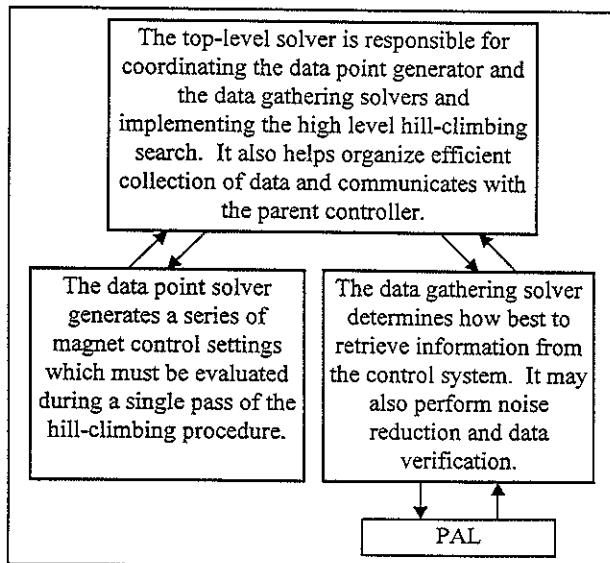 The top-level solver is responsible for
coordinating the data point generator and
the data gathering solvers and
implementing the high level hill-climbing
search. It also helps organize efficient
collection of data and communicates with
the parent controller.
The data point solver
generates a series of
magnet control settings
which must be evaluated
during a single pass of the
hill-climbing procedure.
The data gathering solver
determines how best to
retrieve information from
the control system. It may
also perform noise
reduction and data
verification.
PAL